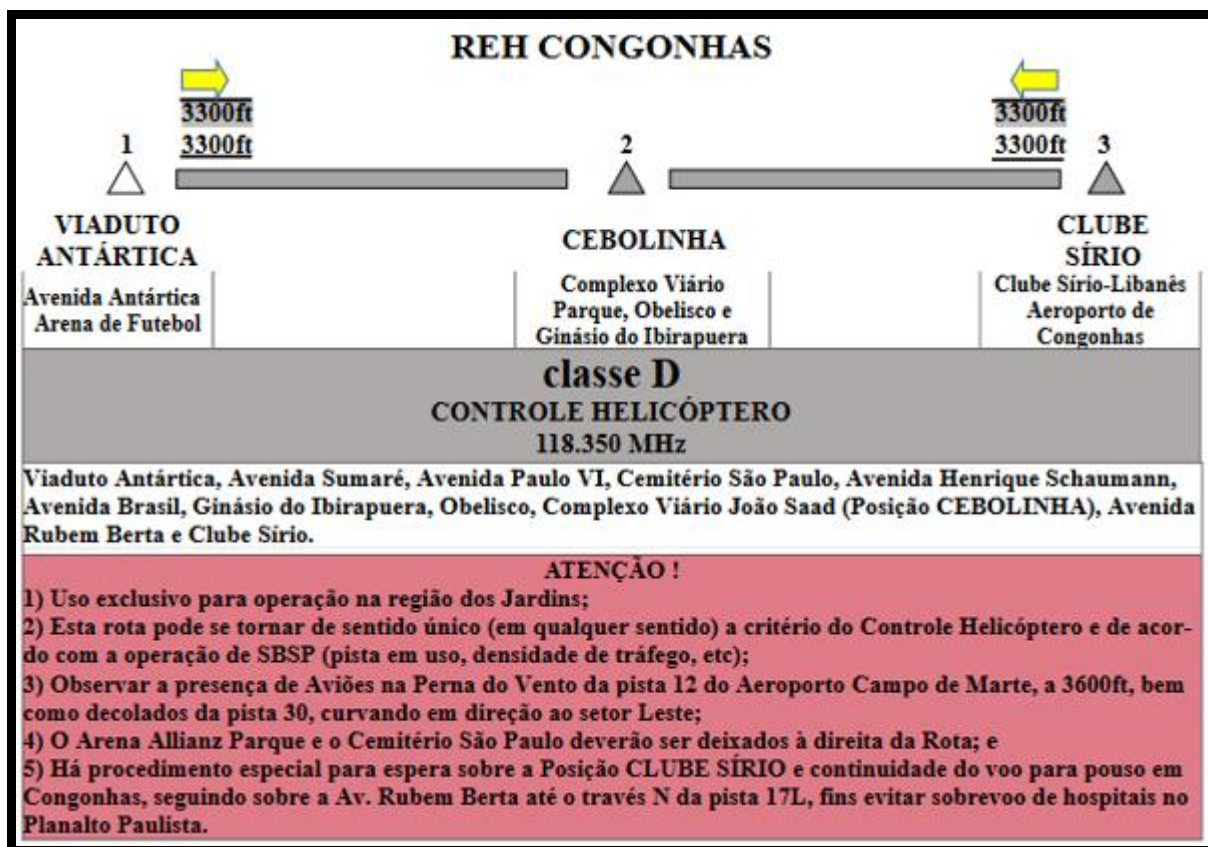 REH CONGONHAS
3300ft 3300ft
1 3300ft 2 3300ft 3
VIADUTO
ANTÁRTICA
CEBOLINHA
CLUBE
SÍRIO
Avenida Antártica
Arena de Futebol
Complexo Viário
Parque, Obelisco e
Ginásio do Ibirapuera
Clube Sírio-Libanês
Aeroporto de
Congonhas
classe D
CONTROLE HELICÓPTERO
118.350 MHz
Viaduto Antártica, Avenida Sumaré, Avenida Paulo VI, Cemitério São Paulo, Avenida Henrique Schaumann,
Avenida Brasil, Ginásio do Ibirapuera, Obelisco, Complexo Viário João Saad (Posição CEBOLINHA), Avenida
Rubem Berta e Clube Sírio.
ATENÇÃO !
1) Uso exclusivo para operação na região dos Jardins;
2) Esta rota pode se tornar de sentido único (em qualquer sentido) a critério do Controle Helicóptero e de acor-
do com a operação de SBSP (pista em uso, densidade de tráfego, etc);
3) Observar a presença de Aviões na Perna do Vento da pista 12 do Aeroporto Campo de Marte, a 3600ft, bem
como decolados da pista 30, curvando em direção ao setor Leste;
4) O Arena Allianz Parque e o Cemitério São Paulo deverão ser deixados à direita da Rota; e
5) Há procedimento especial para espera sobre a Posição CLUBE SÍRIO e continuidade do voo para pouso em
Congonhas, seguindo sobre a Av. Rubem Berta até o través N da pista 17L, fins evitar sobrevoo de hospitais no
Planalto Paulista.